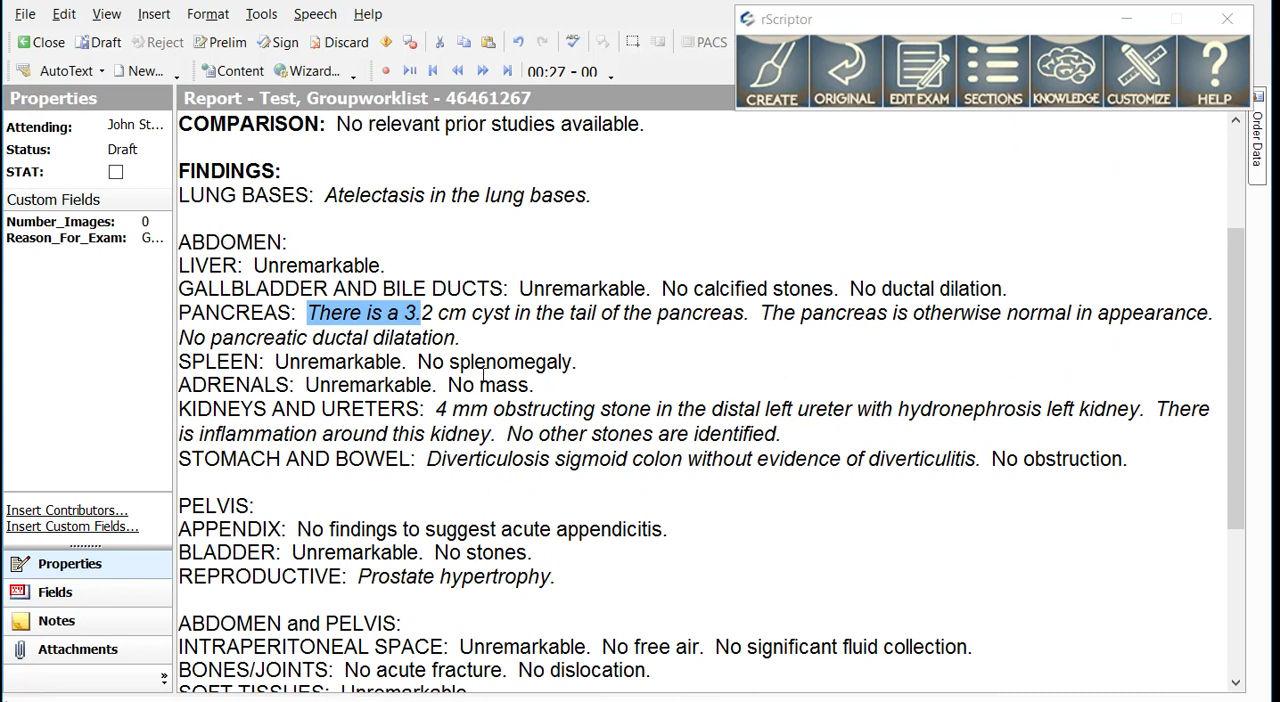 File Edit View Insert Format Tools Speech Help
rScriptor
Close Draft Reject Prelim Sign Discard ABC PACS
AutoText New... Content Wizard... 00:27 - 00
CREATE ORIGINAL EDIT EXAM SECTIONS KNOWLEDGE CUSTOMIZE HELP
Properties
Report - Test, Groupworklist - 46461267
Attending: John St...
Status: Draft
STAT:
Custom Fields
Number_Images: 0
Reason_For_Exam: G...
COMPARISON: No relevant prior studies available.
FINDINGS:
LUNG BASES: Atelectasis in the lung bases.
ABDOMEN:
LIVER: Unremarkable.
GALLBLADDER AND BILE DUCTS: Unremarkable. No calcified stones. No ductal dilation.
PANCREAS: There is a 3.2 cm cyst in the tail of the pancreas. The pancreas is otherwise normal in appearance.
No pancreatic ductal dilatation.
SPLEEN: Unremarkable. No splenomegaly.
ADRENALS: Unremarkable. No mass.
KIDNEYS AND URETERS: 4 mm obstructing stone in the distal left ureter with hydronephrosis left kidney. There
is inflammation around this kidney. No other stones are identified.
STOMACH AND BOWEL: Diverticulosis sigmoid colon without evidence of diverticulitis. No obstruction.
PELVIS:
APPENDIX: No findings to suggest acute appendicitis.
BLADDER: Unremarkable. No stones.
REPRODUCTIVE: Prostate hypertrophy.
ABDOMEN and PELVIS:
INTRAPERITONEAL SPACE: Unremarkable. No free air. No significant fluid collection.
BONES/JOINTS: No acute fracture. No dislocation.
SOFT TISSUES: Unremarkable.
Insert Contributors...
Insert Custom Fields...
Properties
Fields
Notes
Attachments
Order Data